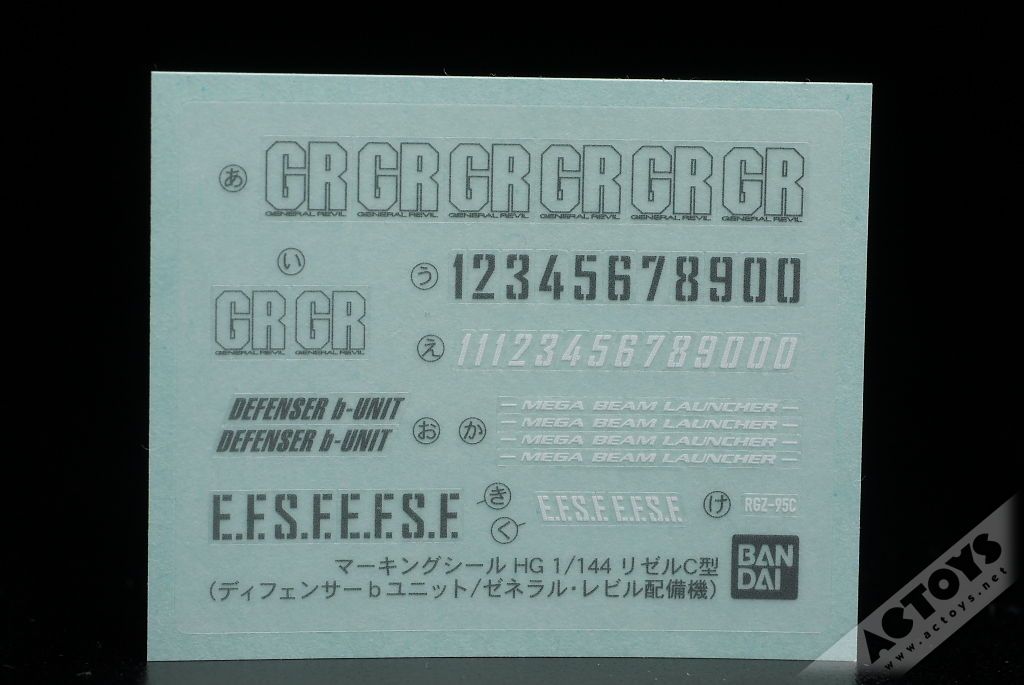 あ GR GR GR GR GR GR
GENERAL REVIL GENERAL REVIL GENERAL REVIL GENERAL REVIL GENERAL REVIL GENERAL REVIL
い
う 12345678900
GR GR
GENERAL REVIL GENERAL REVIL
え 11123456789000
DEFENSER b-UNIT
DEFENSER b-UNIT
お か
— MEGA BEAM LAUNCHER —
— MEGA BEAM LAUNCHER —
— MEGA BEAM LAUNCHER —
— MEGA BEAM LAUNCHER —
E.F.S.F. E.F.S.F.
き
く
E.F.S.F. E.F.S.F.
け RGZ-95C
マーキングシール HG 1/144 リゼルC型
(ディフェンサーbユニット/ゼネラル・レビル配備機)
BAN
DAI
ACTOYS
www.actoys.net